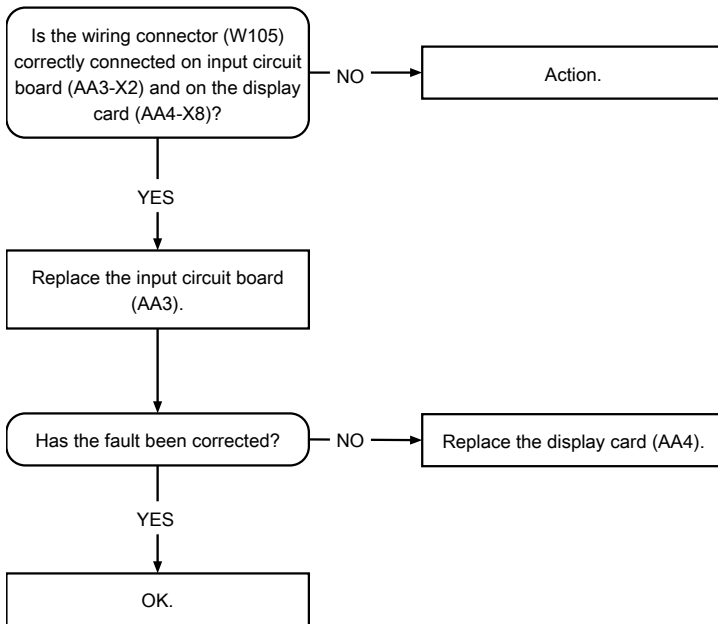 Is the wiring connector (W105)
correctly connected on input circuit
board (AA3-X2) and on the display
card (AA4-X8)?
NO
Action.
YES
Replace the input circuit board
(AA3).
Has the fault been corrected?
NO
Replace the display card (AA4).
YES
OK.